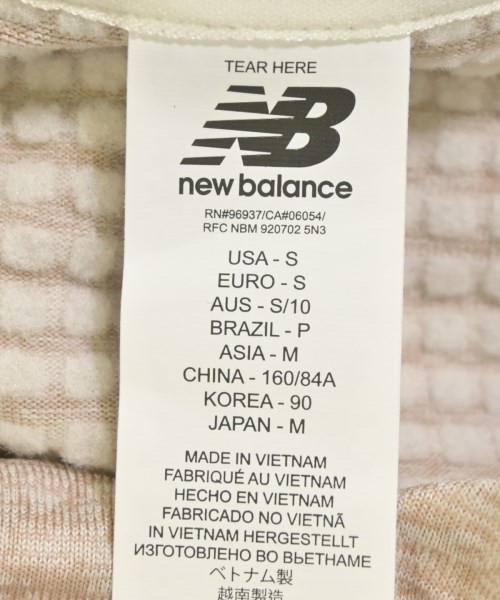 TEAR HERE
NB
new balance
RN#96937/CA#06054/
RFC NBM 920702 5N3
USA - S
EURO - S
AUS - S/10
BRAZIL - P
ASIA - M
CHINA - 160/84A
KOREA - 90
JAPAN - M
MADE IN VIETNAM
FABRIQUÉ AU VIETNAM
HECHO EN VIETNAM
FABRICADO NO VIETNÃ
IN VIETNAM HERGESTELLT
ИЗГОТОВЛЕНО ВО ВЬЕТНАМЕ
ベトナム製
越南製造